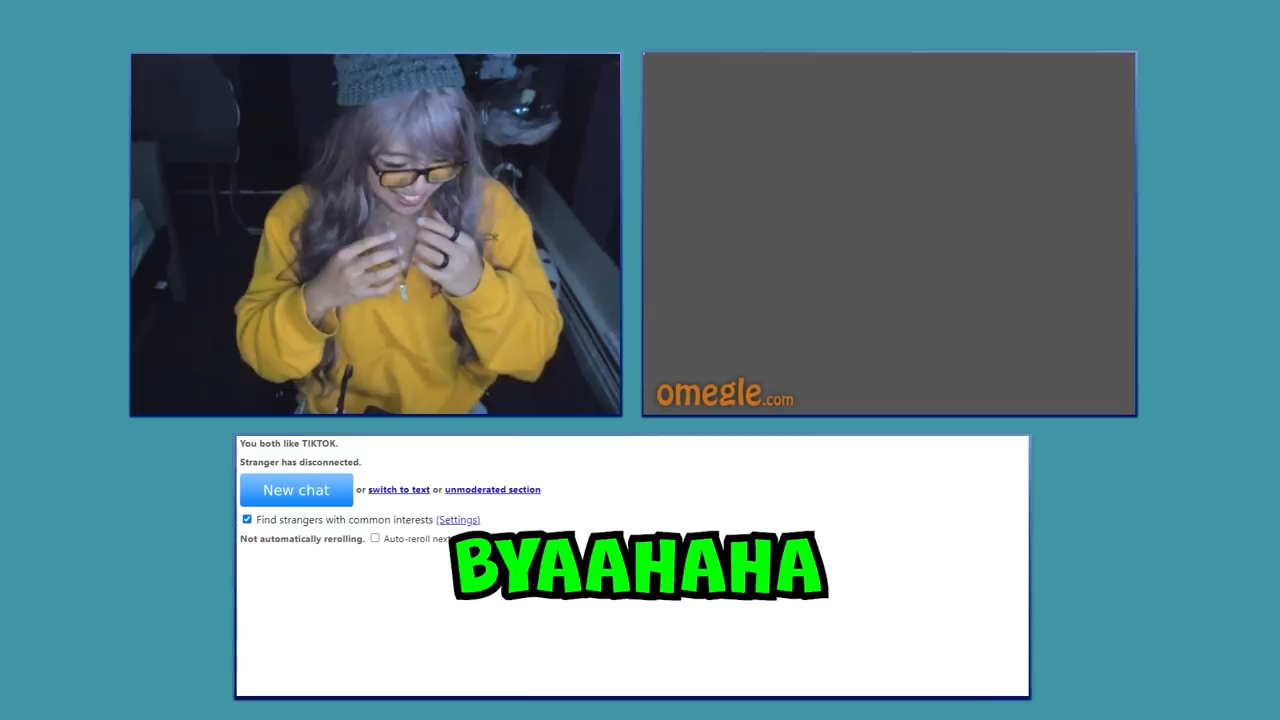 omegle.com
You both like TIKTOK.
Stranger has disconnected.
New chat or switch to text or unmoderated section
Find strangers with common interests (Settings)
Not automatically rerolling. Auto-reroll next
BYAAHAHA